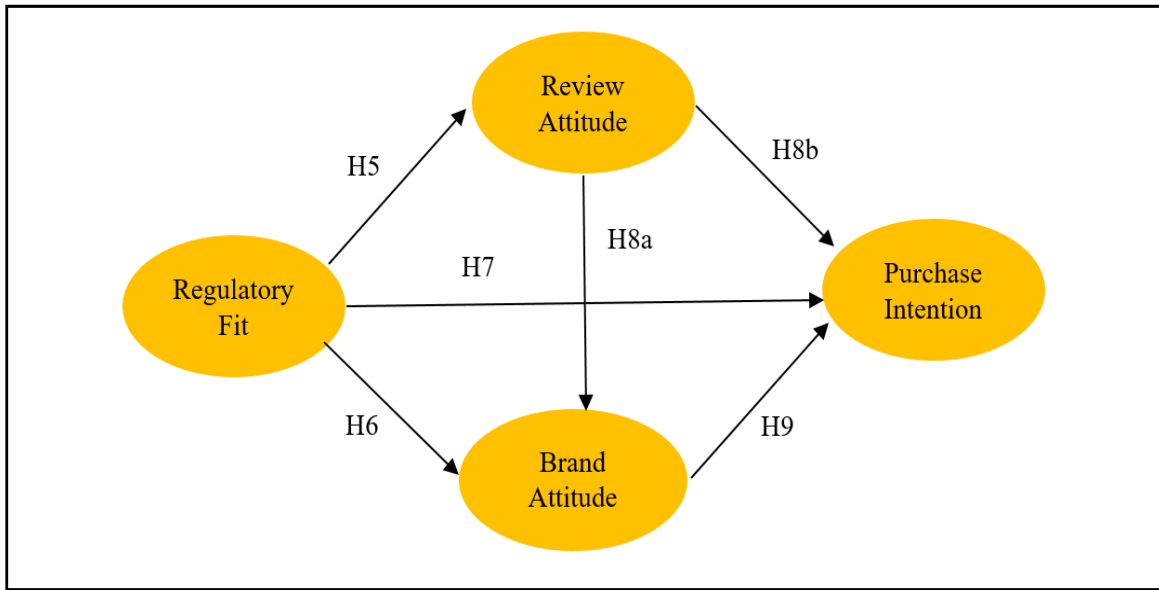 Review
Attitude
H5
H8b
H8a
H7
Regulatory
Fit
Purchase
Intention
H6
H9
Brand
Attitude